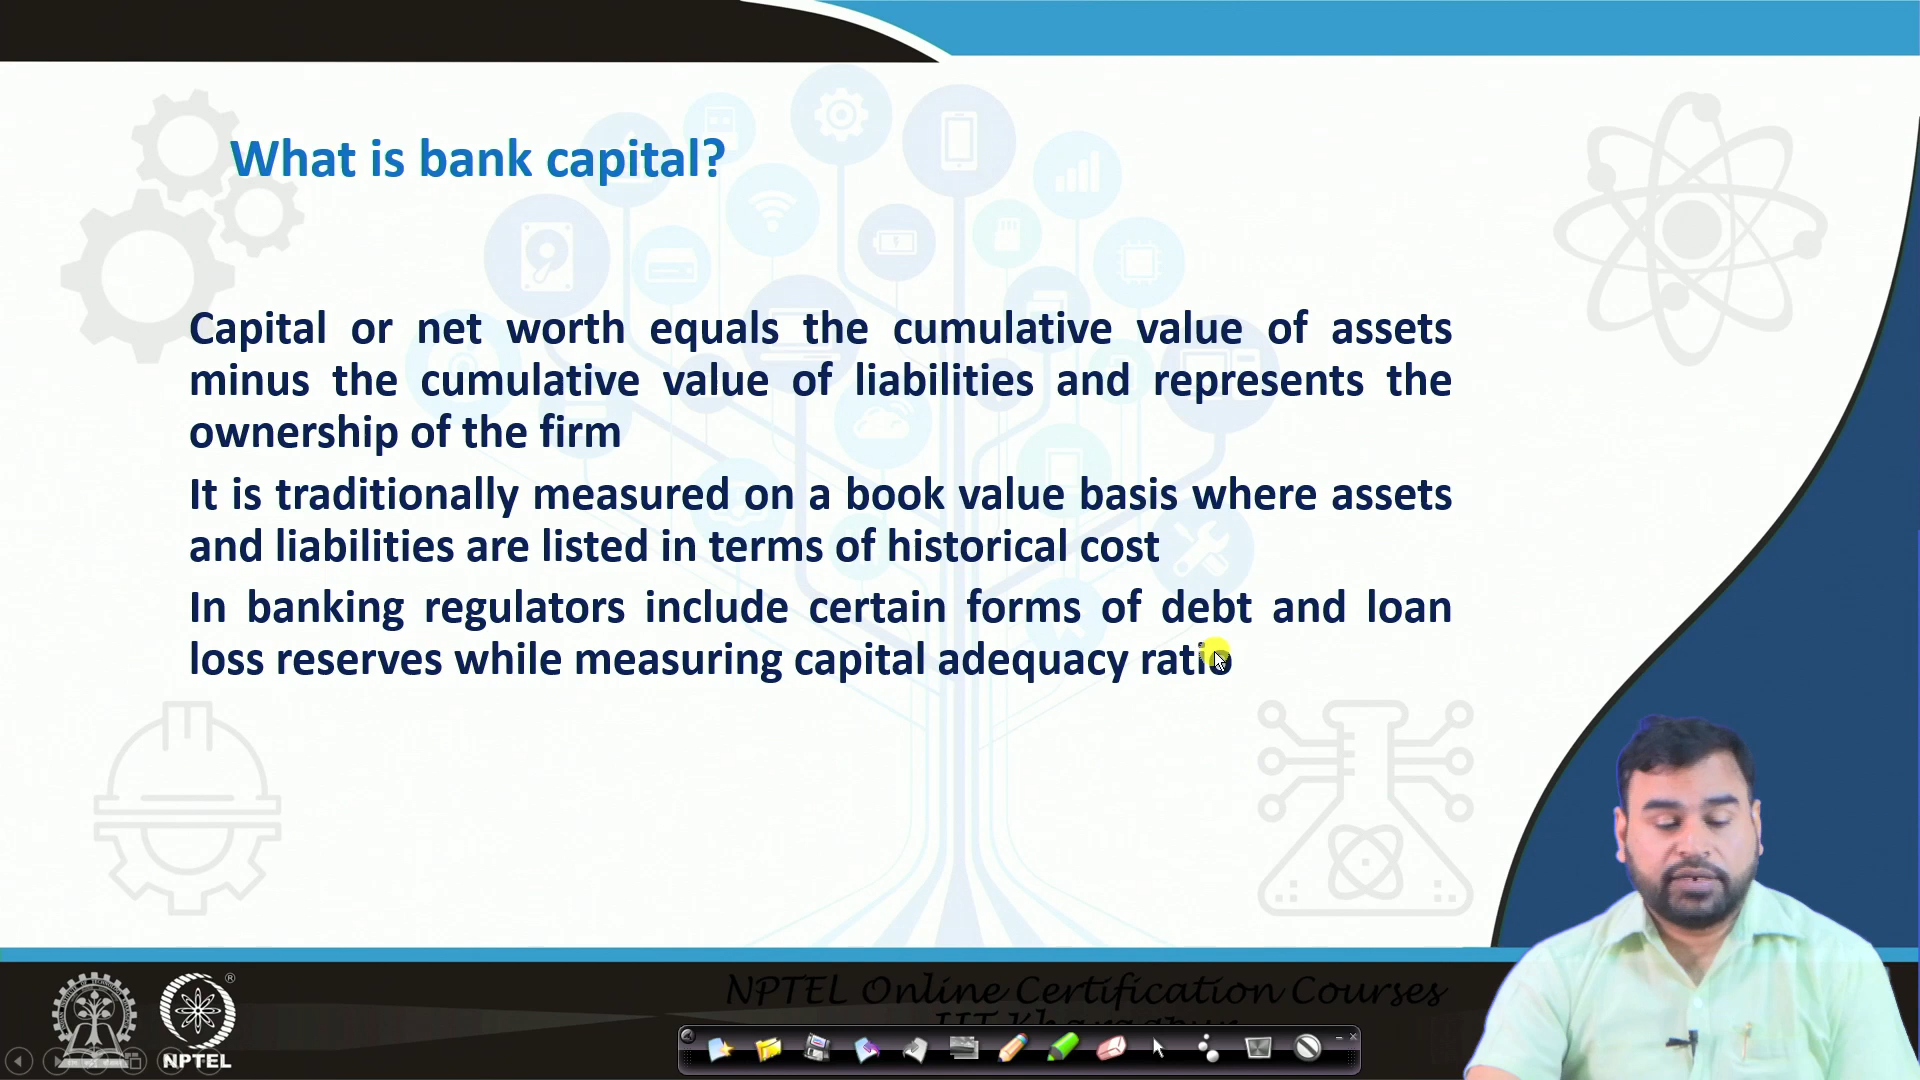 What is bank capital?
Capital or net worth equals the cumulative value of assets
minus the cumulative value of liabilities and represents the
ownership of the firm
It is traditionally measured on a book value basis where assets
and liabilities are listed in terms of historical cost
In banking regulators include certain forms of debt and loan
loss reserves while measuring capital adequacy ratio
NPTEL Online Certification Courses
IIT Kharagpur
®
NPTEL